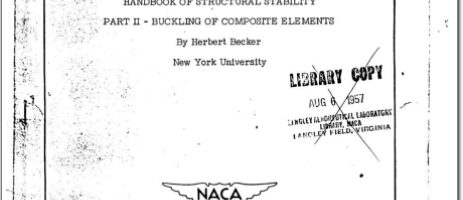 HANDBOOK OF STRUCTURAL STABILITY
PART II - BUCKLING OF COMPOSITE ELEMENTS
By Herbert Becker
New York University
LIBRARY COPY
AUG 6 1957
LANGLEY AERONAUTICAL LABORATORY
LIBRARY, NACA
LANGLEY FIELD, VIRGINIA
NACA